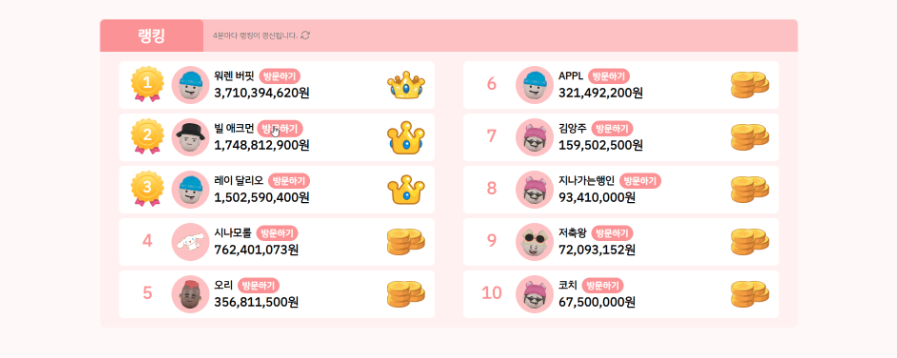 랭킹
4분마다 랭킹이 갱신됩니다.
1
워렌 버핏 방문하기
3,710,394,620원
2
빌 애크먼 방문하기
1,748,812,900원
3
레이 달리오 방문하기
1,502,590,400원
4
시나모롤 방문하기
762,401,073원
5
오리 방문하기
356,811,500원
6
APPL 방문하기
321,492,200원
7
김앙주 방문하기
159,502,500원
8
지나가는행인 방문하기
93,410,000원
9
저축왕 방문하기
72,093,152원
10
코치 방문하기
67,500,000원